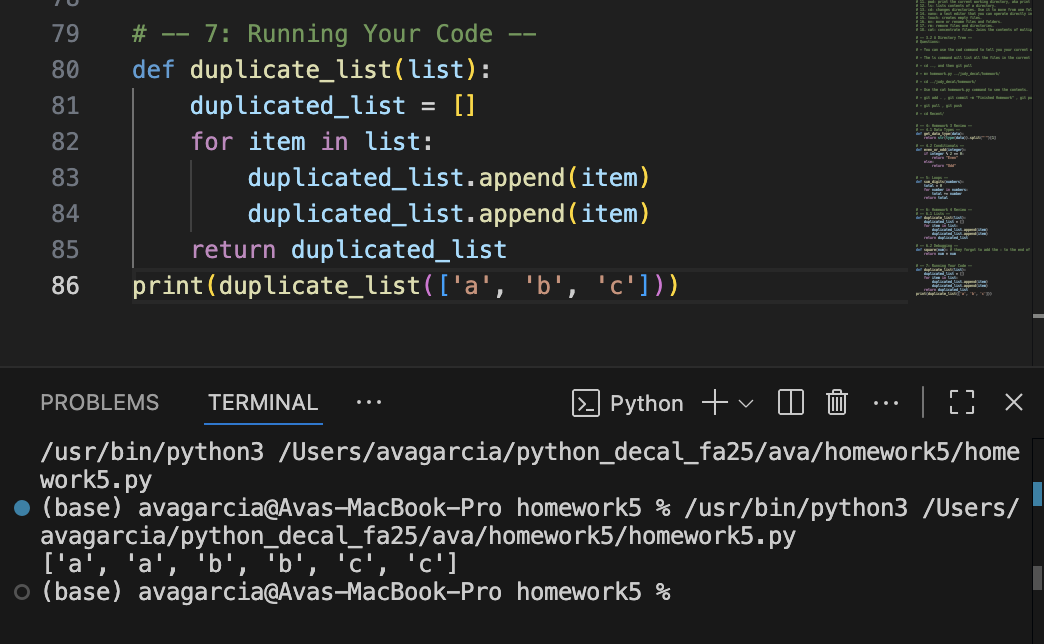 79 # -- 7: Running Your Code --
80 def duplicate_list(list):
81     duplicated_list = []
82     for item in list:
83         duplicated_list.append(item)
84         duplicated_list.append(item)
85     return duplicated_list
86 print(duplicate_list(['a', 'b', 'c']))
PROBLEMS TERMINAL ··· Python ···
/usr/bin/python3 /Users/avagarcia/python_decal_fa25/ava/homework5/home
work5.py
(base) avagarcia@Avas-MacBook-Pro homework5 % /usr/bin/python3 /Users/
avagarcia/python_decal_fa25/ava/homework5/homework5.py
['a', 'a', 'b', 'b', 'c', 'c']
(base) avagarcia@Avas-MacBook-Pro homework5 %